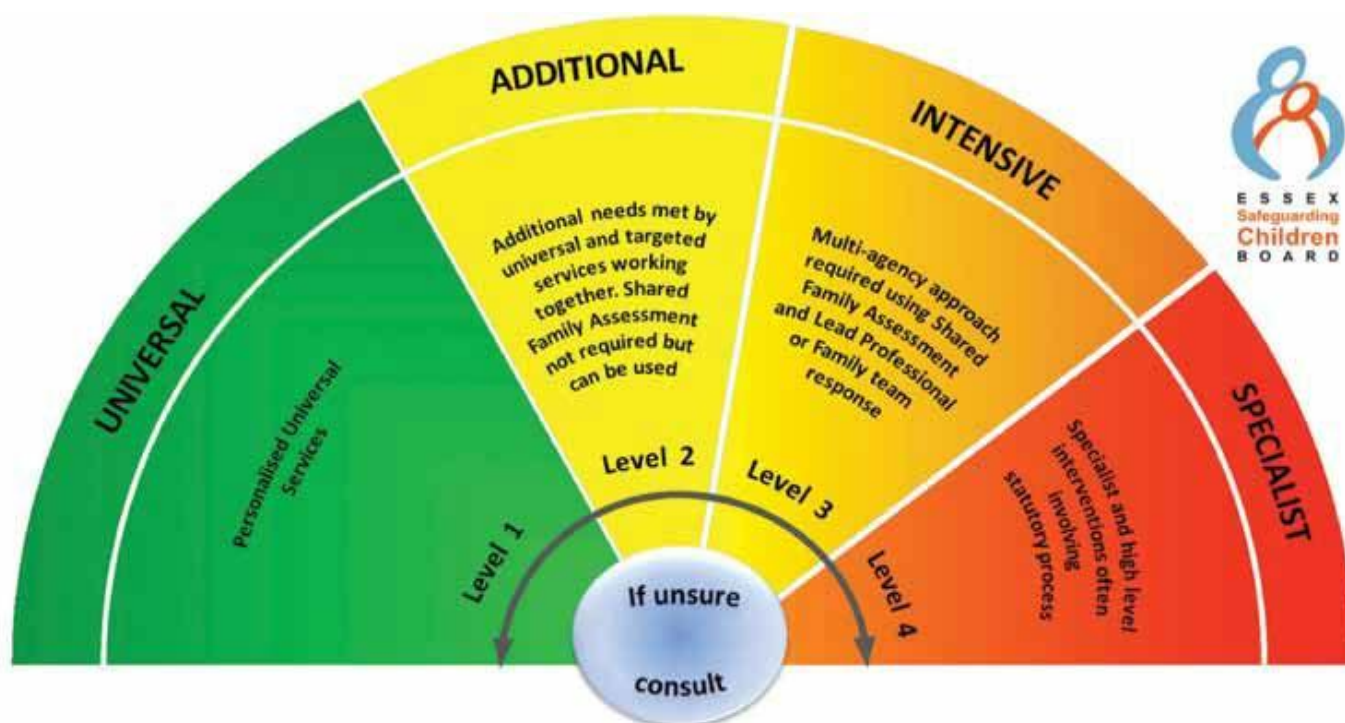 UNIVERSAL
Personalised Universal
Services
Level 1
ADDITIONAL
Additional needs met by
universal and targeted
services working
together. Shared
Family Assessment
not required but
can be used
Level 2
INTENSIVE
Multi-agency approach
required using Shared
Family Assessment
and Lead Professional
or Family team
response
Level 3
SPECIALIST
Specialist and high level
interventions often
involving
statutory process
Level 4
If unsure
consult
ESSEX
Safeguarding
Children
BOARD